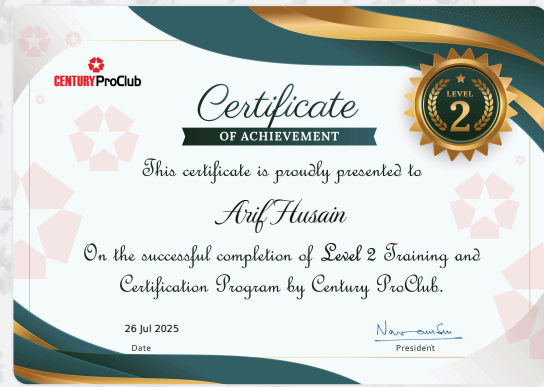 CENTURY ProClub
LEVEL
2
Certificate
OF ACHIEVEMENT
This certificate is proudly presented to
Arif Husain
On the successful completion of Level 2 Training and
Certification Program by Century ProClub.
26 Jul 2025
Date
President